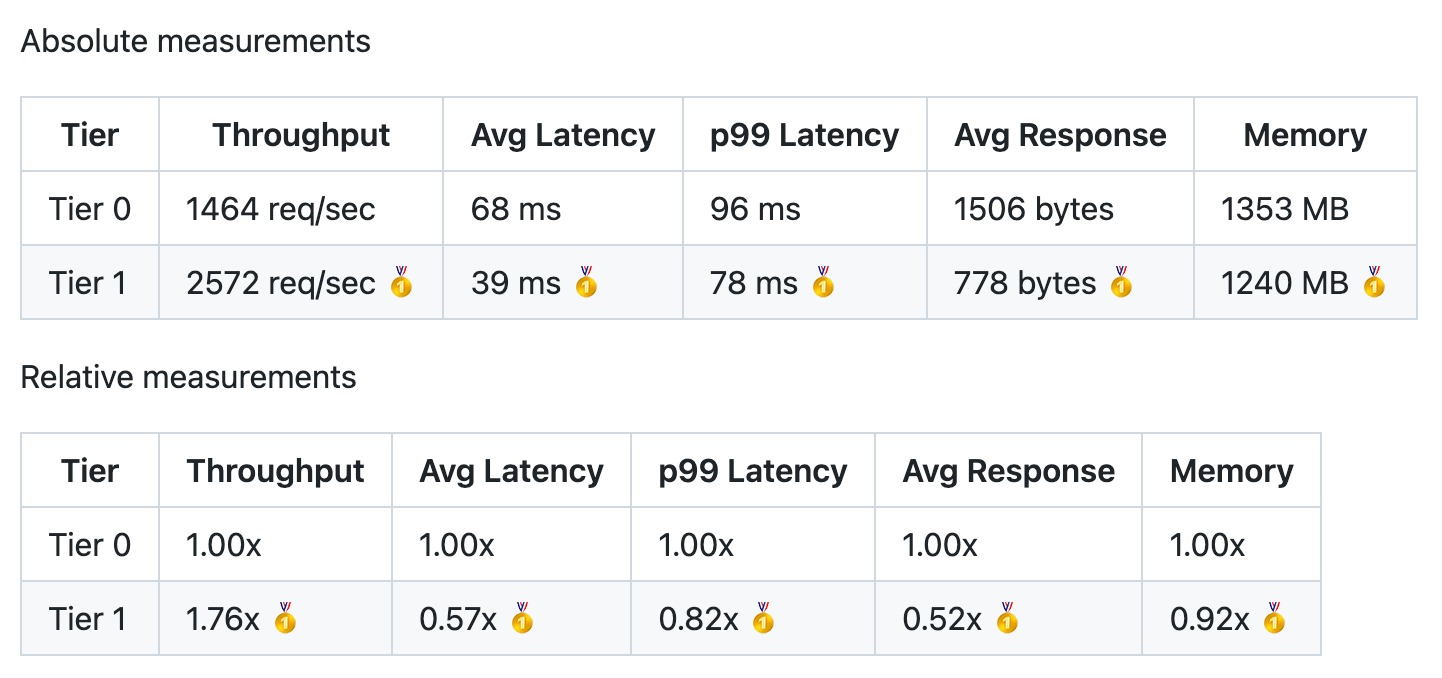 Absolute measurements
Tier Throughput Avg Latency p99 Latency Avg Response Memory
Tier 0 1464 req/sec 68 ms 96 ms 1506 bytes 1353 MB
Tier 1 2572 req/sec 🥇 39 ms 🥇 78 ms 🥇 778 bytes 🥇 1240 MB 🥇
Relative measurements
Tier Throughput Avg Latency p99 Latency Avg Response Memory
Tier 0 1.00x 1.00x 1.00x 1.00x 1.00x
Tier 1 1.76x 🥇 0.57x 🥇 0.82x 🥇 0.52x 🥇 0.92x 🥇